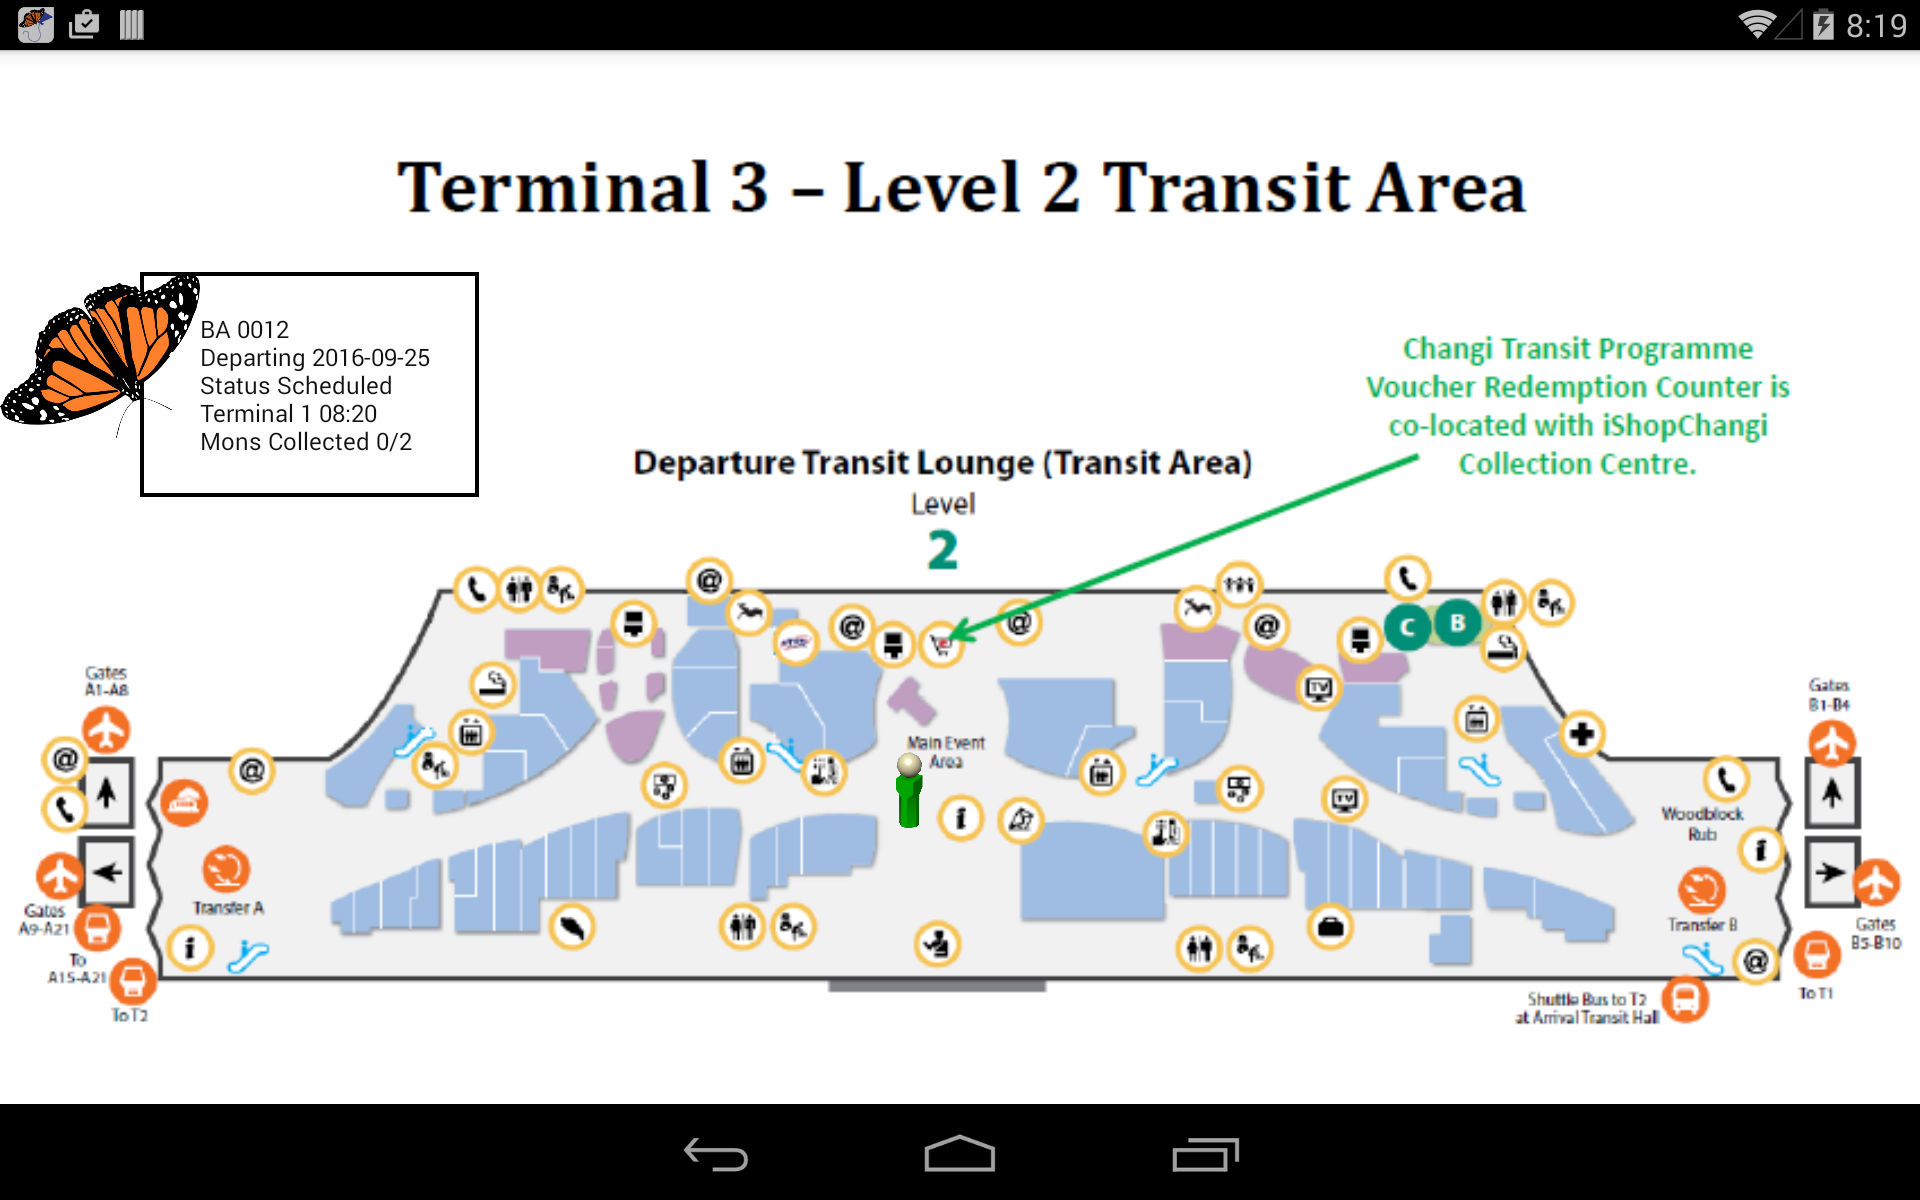 8:19
Terminal 3 – Level 2 Transit Area
BA 0012
Departing 2016-09-25
Status Scheduled
Terminal 1 08:20
Mons Collected 0/2
Changi Transit Programme
Voucher Redemption Counter is
co-located with iShopChangi
Collection Centre.
Departure Transit Lounge (Transit Area)
Level
2
@
@
@
@
C
B
TV
Gates
A1-A8
Gates
B1-B4
Main Event
Area
@
@
TV
i
Woodblock
Rub
i
Gates
A9-A21
Transfer A
Transfer B
Gates
B5-B10
i
@
To
A15-A21
To T2
To T1
Shuttle Bus to T2
at Arrival Transit Hall